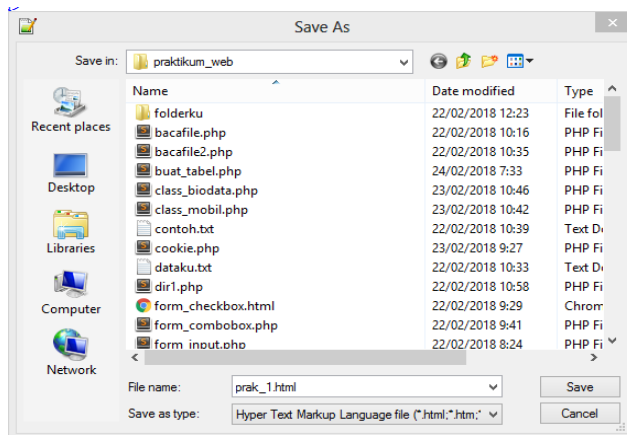 Save As
Save in: praktikum_web
Recent places
Desktop
Libraries
Computer
Network
Name Date modified Type
folderku 22/02/2018 12:23 File fol
bacafile.php 22/02/2018 10:16 PHP Fi
bacafile2.php 22/02/2018 10:35 PHP Fi
buat_tabel.php 24/02/2018 7:33 PHP Fi
class_biodata.php 23/02/2018 10:46 PHP Fi
class_mobil.php 23/02/2018 10:42 PHP Fi
contoh.txt 22/02/2018 10:39 Text D
cookie.php 23/02/2018 9:27 PHP Fi
dataku.txt 22/02/2018 10:33 Text D
dir1.php 22/02/2018 10:58 PHP Fi
form_checkbox.html 22/02/2018 9:29 Chrom
form_combobox.php 22/02/2018 9:41 PHP Fi
form_input.php 22/02/2018 8:24 PHP Fi
File name: prak_1.html Save
Save as type: Hyper Text Markup Language file (*.html;*.htm;* Cancel